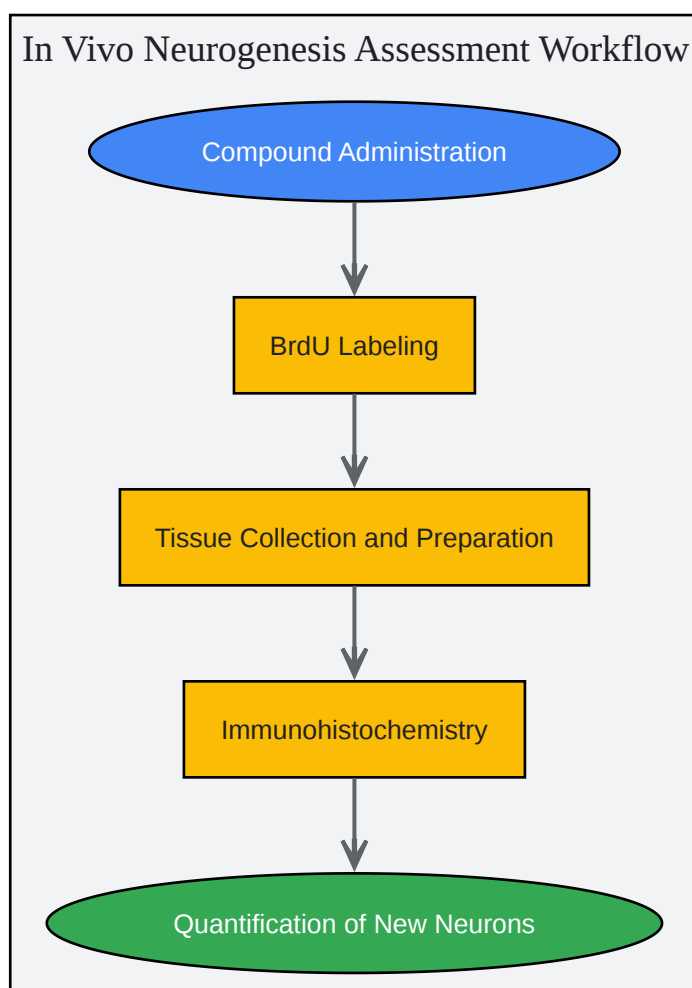 In Vivo Neurogenesis Assessment Workflow
Compound Administration
BrdU Labeling
Tissue Collection and Preparation
Immunohistochemistry
Quantification of New Neurons